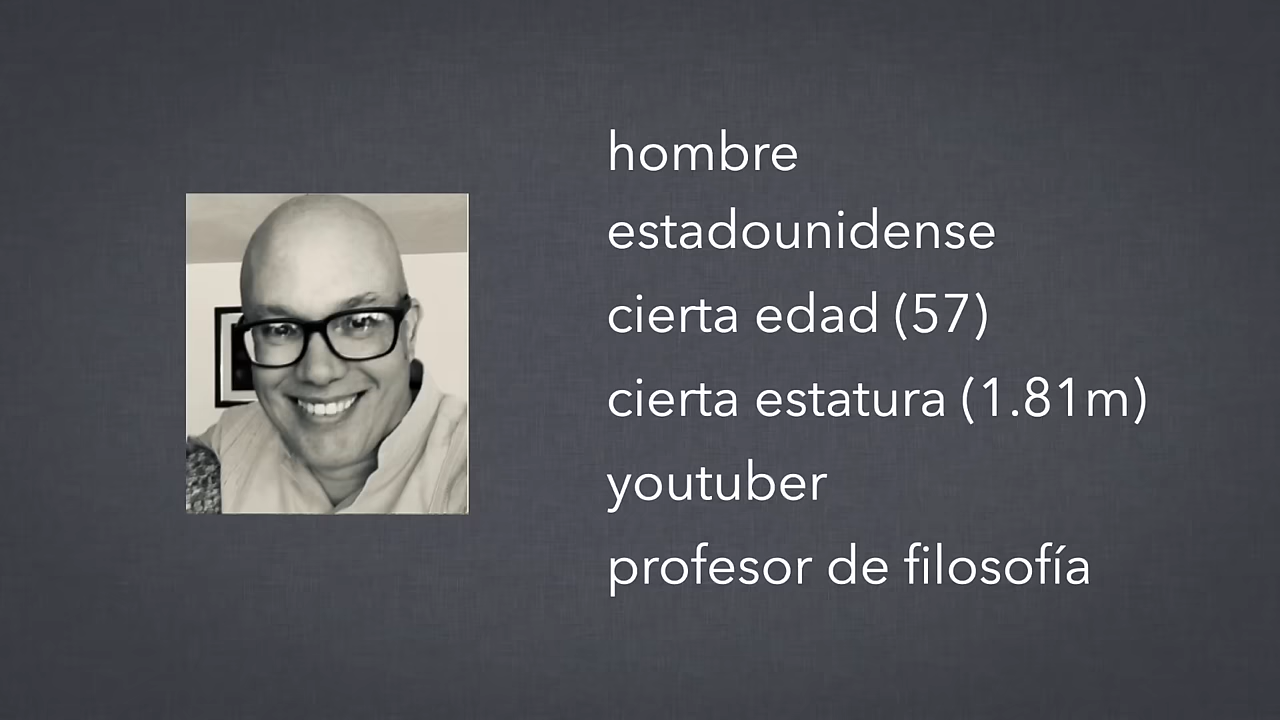 hombre
estadounidense
cierta edad (57)
cierta estatura (1.81m)
youtuber
profesor de filosofía